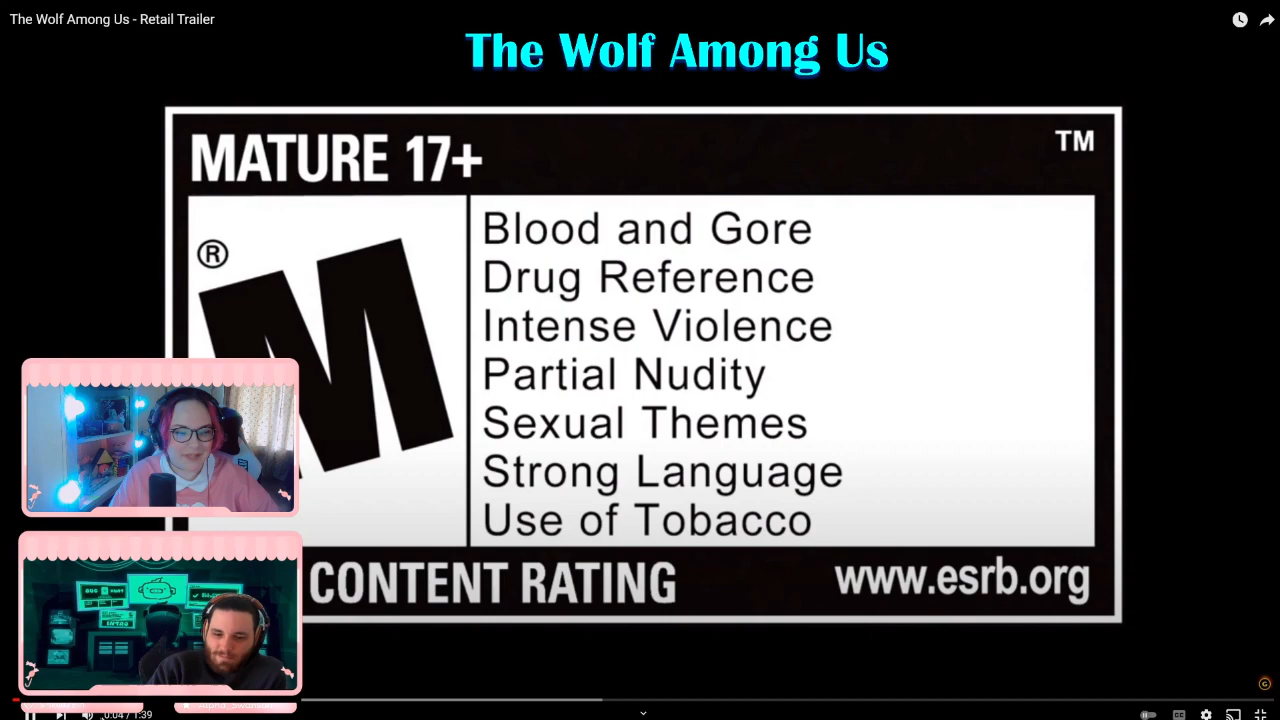 The Wolf Among Us - Retail Trailer
The Wolf Among Us
MATURE 17+
TM
®
M
Blood and Gore
Drug Reference
Intense Violence
Partial Nudity
Sexual Themes
Strong Language
Use of Tobacco
CONTENT RATING
www.esrb.org
0:04 / 1:39